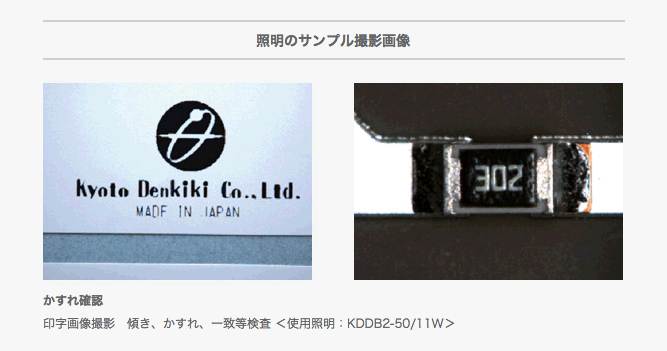 照明のサンプル撮影画像
Kyoto Denkiki Co.,Ltd.
MADE IN JAPAN
302
かすれ確認
印字画像撮影　傾き、かすれ、一致等検査 ＜使用照明：KDDB2-50/11W＞